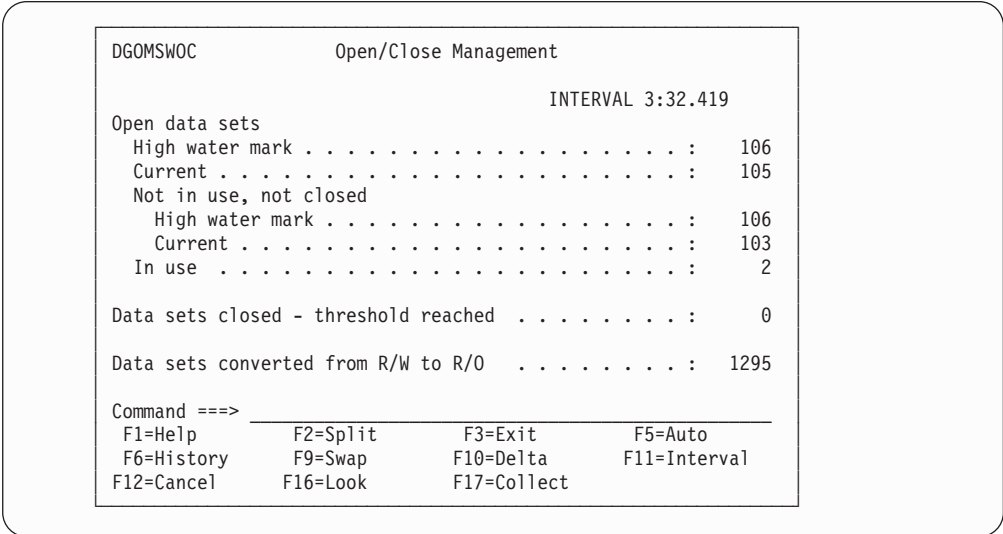 DGOMSWOC Open/Close Management
INTERVAL 3:32.419
Open data sets
High water mark . . . . . . . . . . . . . . . . . . : 106
Current . . . . . . . . . . . . . . . . . . . . . . : 105
Not in use, not closed
High water mark . . . . . . . . . . . . . . . . . : 106
Current . . . . . . . . . . . . . . . . . . . . . : 103
In use . . . . . . . . . . . . . . . . . . . . . . : 2
Data sets closed - threshold reached . . . . . . . . : 0
Data sets converted from R/W to R/O . . . . . . . . : 1295
Command ===>
F1=Help F2=Split F3=Exit F5=Auto
F6=History F9=Swap F10=Delta F11=Interval
F12=Cancel F16=Look F17=Collect